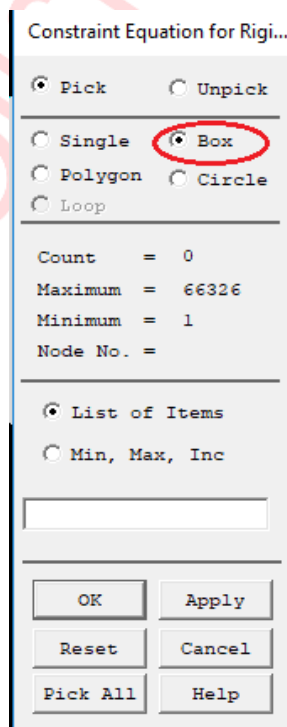 Constraint Equation for Rigi...
Pick Unpick
Single Box
Polygon Circle
Loop
Count = 0
Maximum = 66326
Minimum = 1
Node No. =
List of Items
Min, Max, Inc
OK Apply
Reset Cancel
Pick All Help